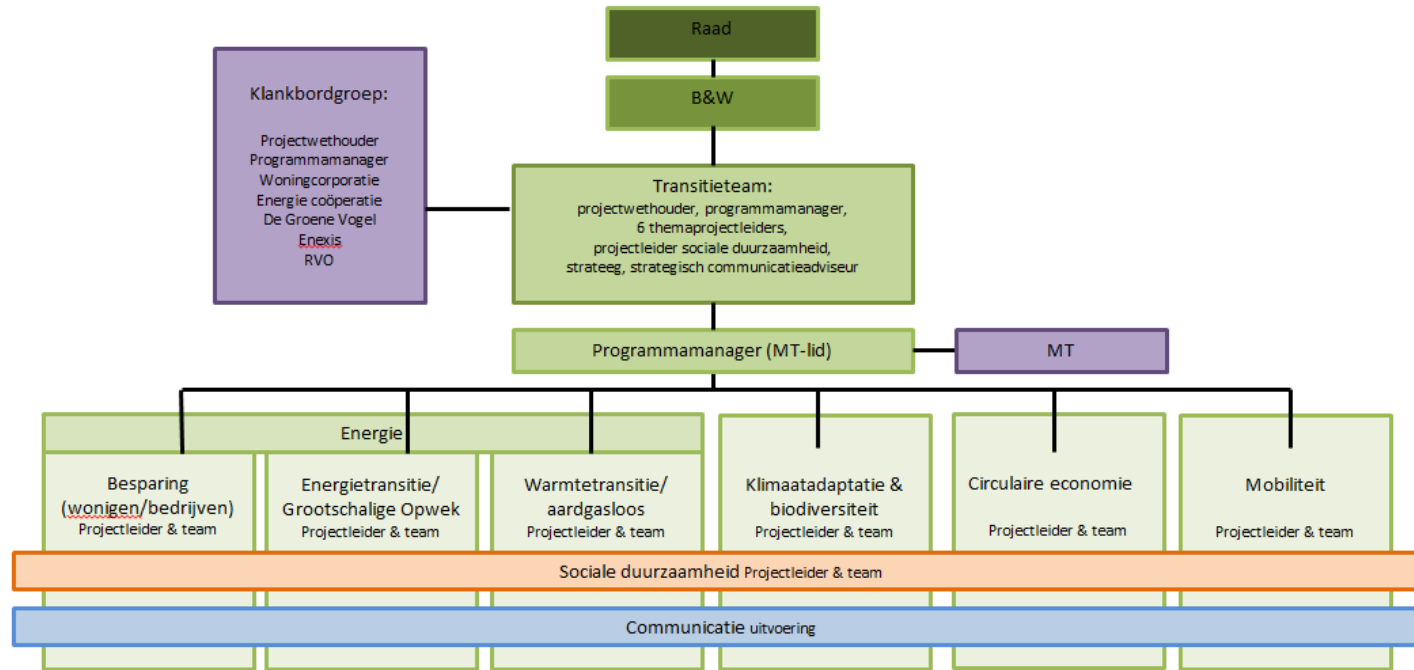 Raad
B&W
Klankbordgroep:
Projectwethouder
Programmamanager
Woningcorporatie
Energie coöperatie
De Groene Vogel
Enexis
RVO
Transitieteam:
projectwethouder, programmamanager,
6 themaprojectleiders,
projectleider sociale duurzaamheid,
strateeg, strategisch communicatieadviseur
Programmamanager (MT-lid)
MT
Energie
Besparing
(wonigen/bedrijven)
Projectleider & team
Energietransitie/
Grootschalige Opwek
Projectleider & team
Warmtetransitie/
aardgasloos
Projectleider & team
Klimaatadaptatie &
biodiversiteit
Projectleider & team
Circulaire economie
Projectleider & team
Mobiliteit
Projectleider & team
Sociale duurzaamheid Projectleider & team
Communicatie uitvoering